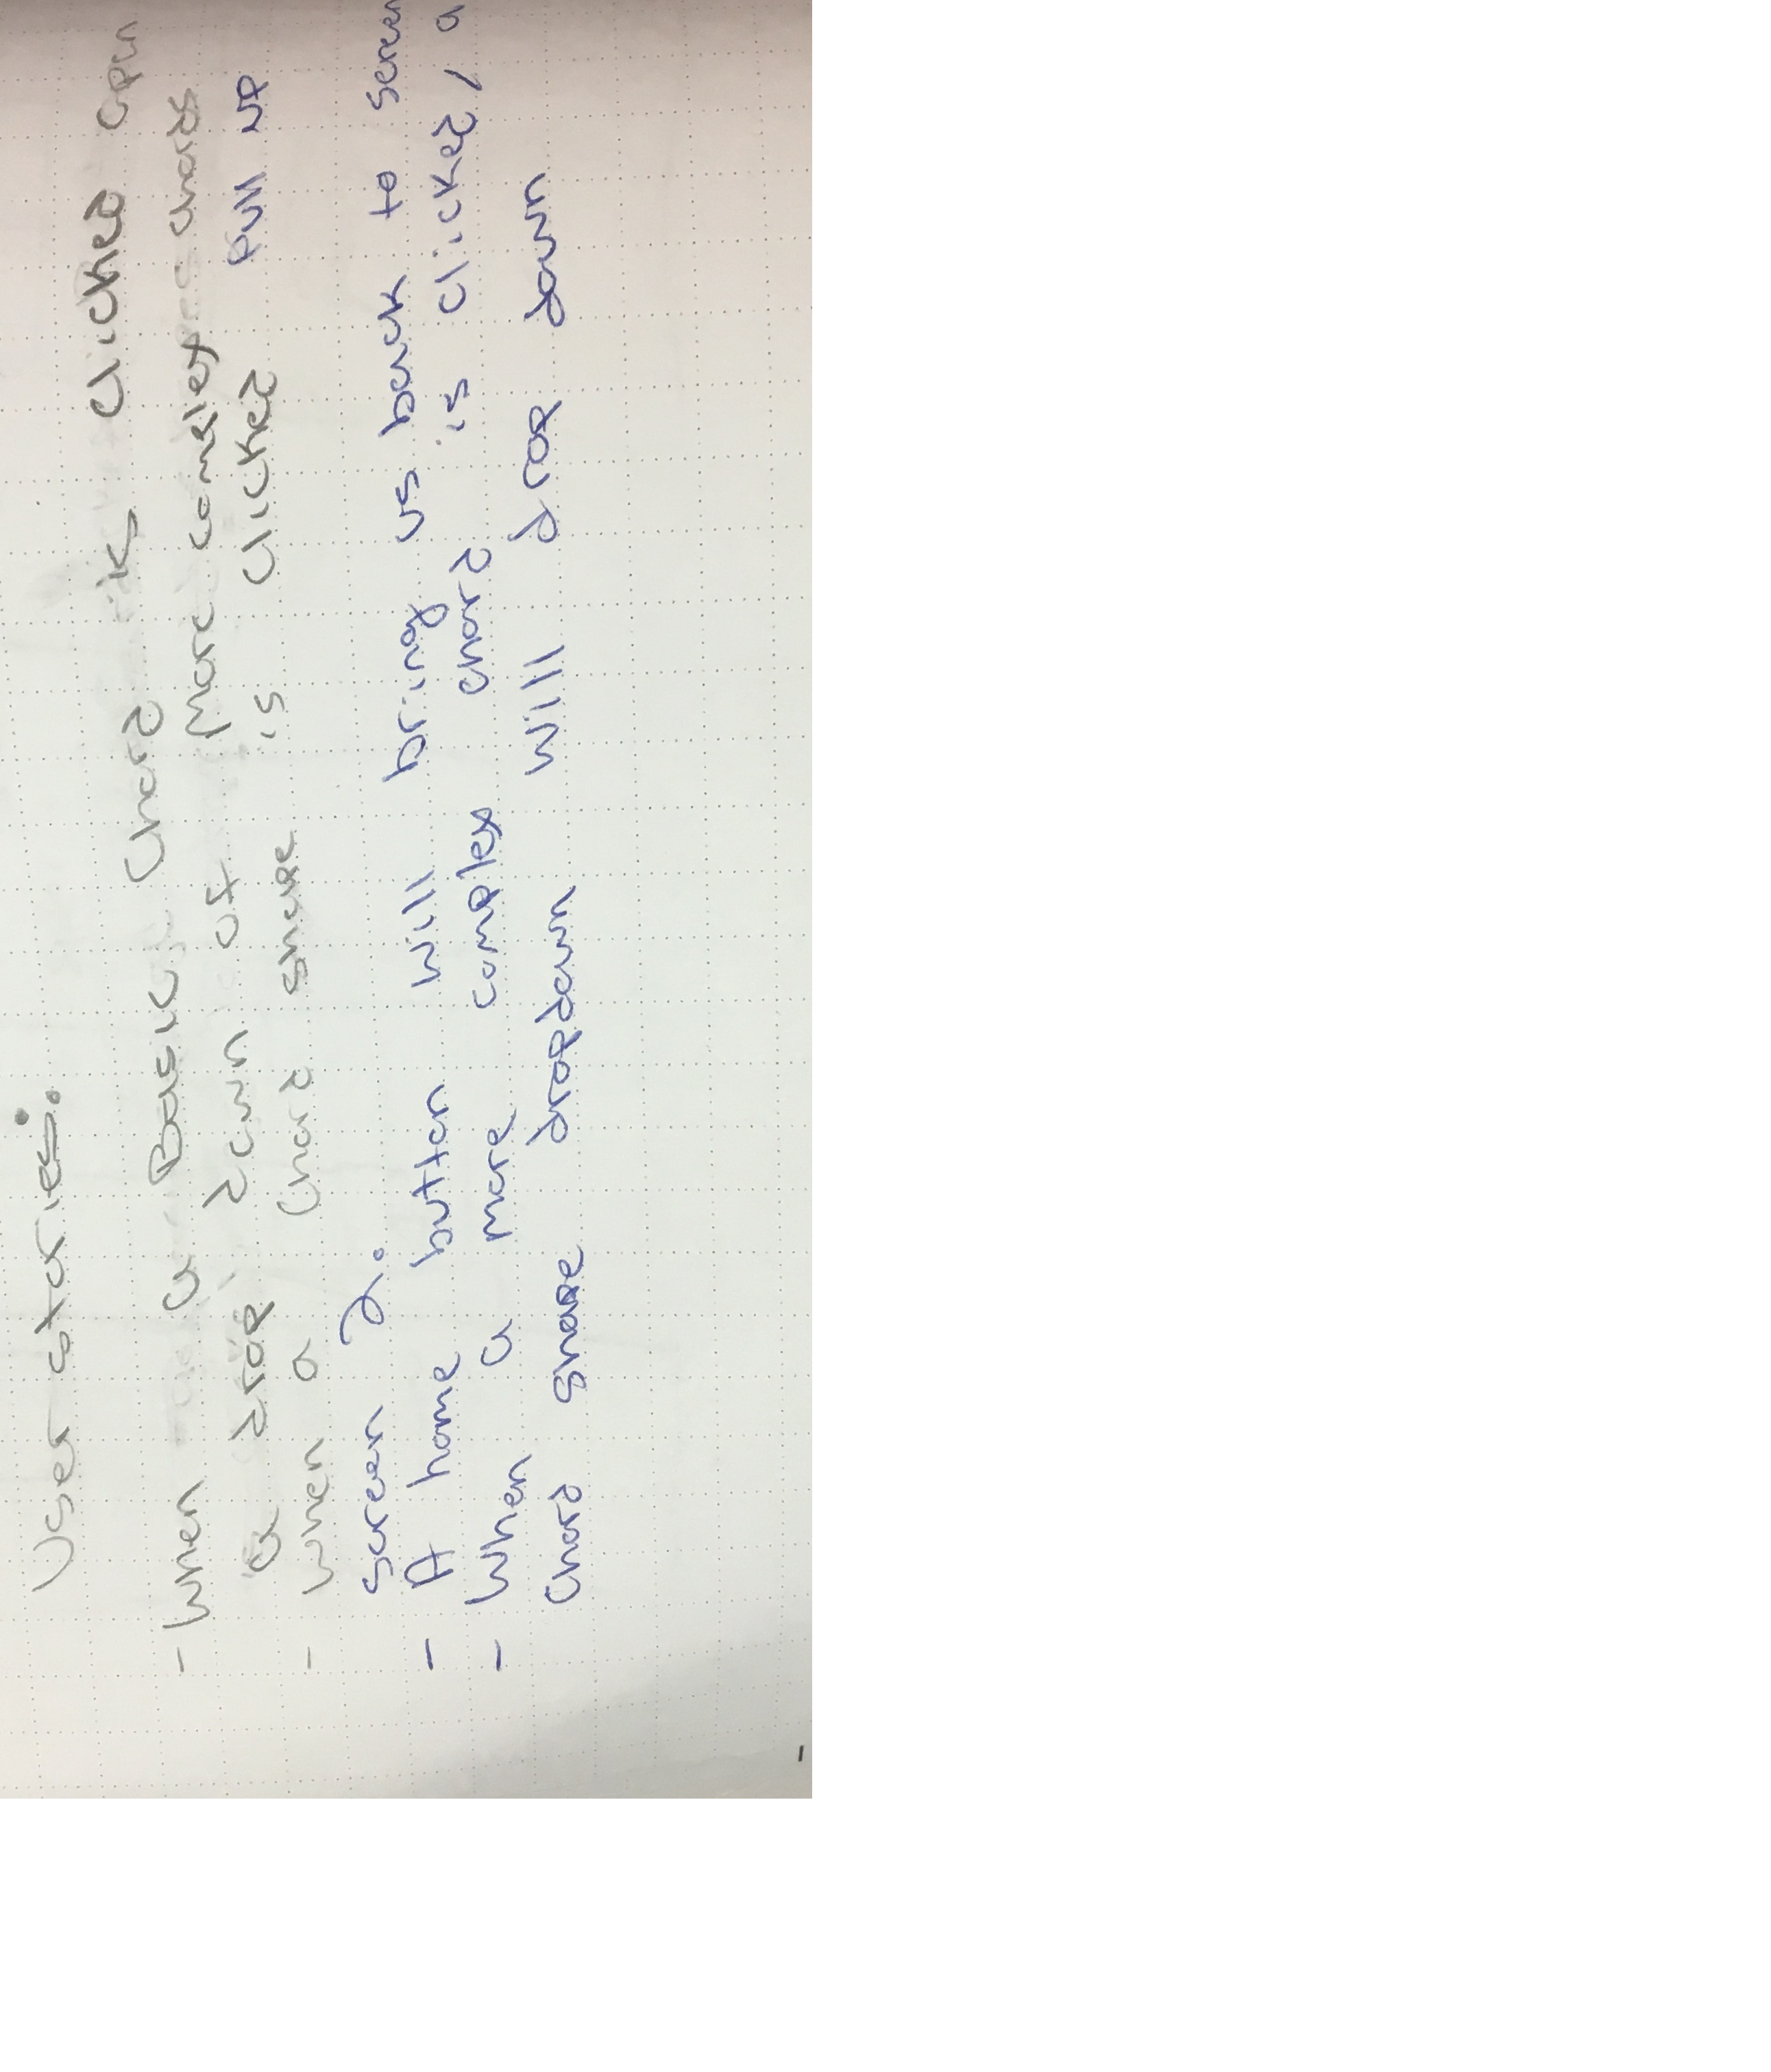 User stories:
- When a Basic Chord is clicked open
a drop down of More complex chords
- when a Chord shape is clicked pull up
screen 2.
- A home button will bring us back to screen
- When a more complex chord is clicked, a
Chord shape dropdown will drop down